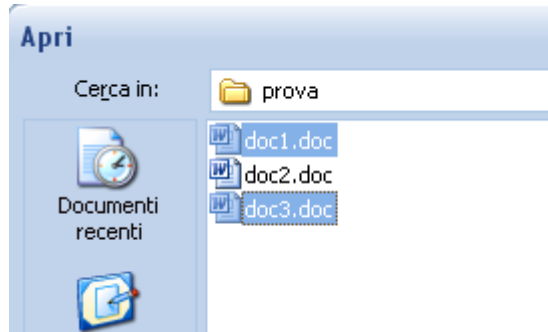 Apri
Cerca in:
prova
doc1.doc
doc2.doc
doc3.doc
Documenti
recenti